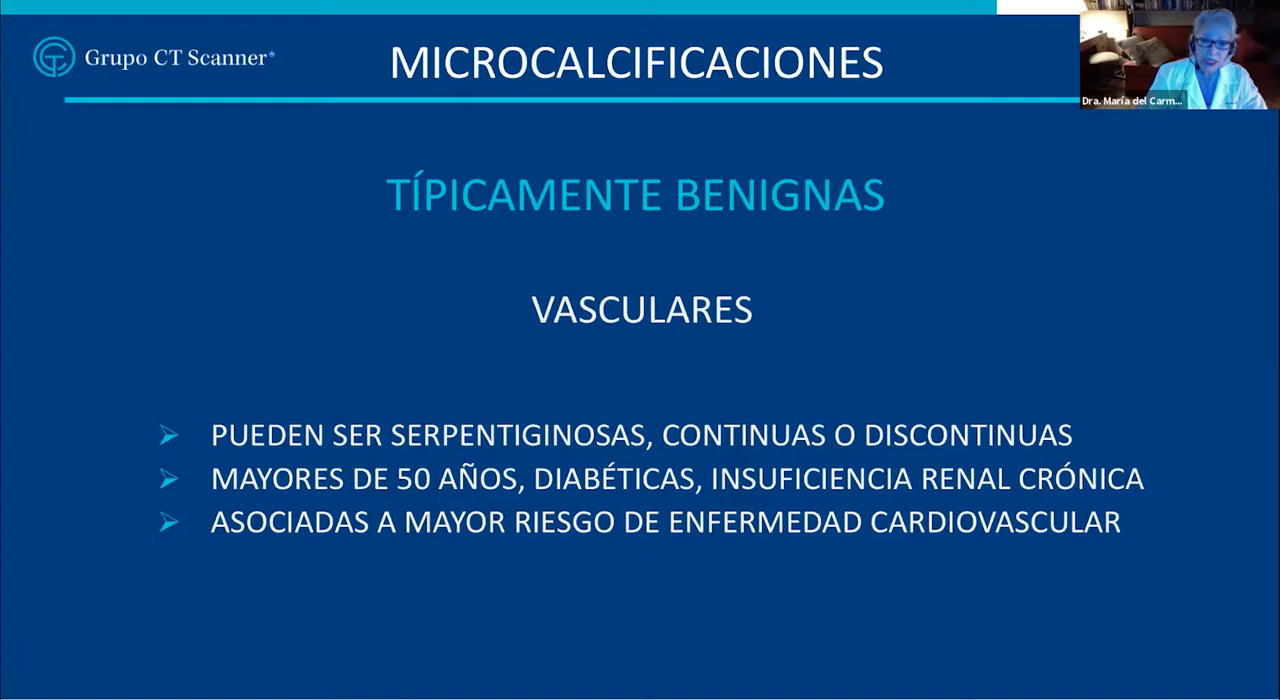 Grupo CT Scanner®
MICROCALCIFICACIONES
Dra. María del Carm...
TÍPICAMENTE BENIGNAS
VASCULARES
PUEDEN SER SERPENTIGINOSAS, CONTINUAS O DISCONTINUAS
MAYORES DE 50 AÑOS, DIABÉTICAS, INSUFICIENCIA RENAL CRÓNICA
ASOCIADAS A MAYOR RIESGO DE ENFERMEDAD CARDIOVASCULAR